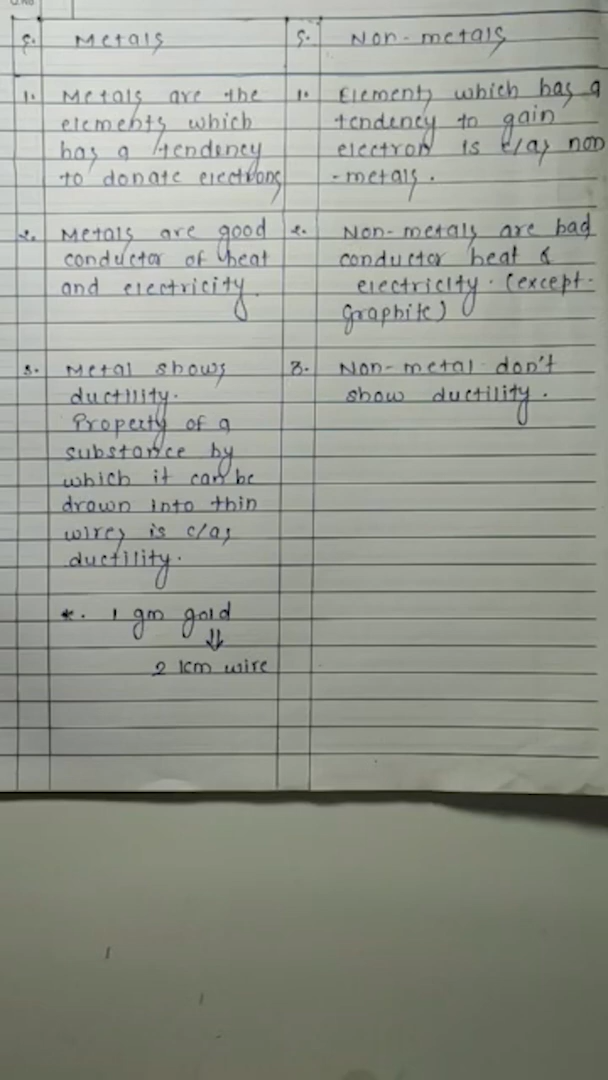 S. Metals S. Non-metals
1. Metals are the
elements which
has a tendency
to donate electrons
1. Elements which has a
tendency to gain
electron is c/as non
-metals.
2. Metals are good
conductor of heat
and electricity.
2. Non-metals are bad
conductor heat &
electricity. (except-
Graphite)
3. Metal shows
ductility.
Property of a
substance by
which it can be
drown into thin
wires is c/as
ductility.
3. Non-metal don't
show ductility.
*. 1 gm gold
⇓
2 km wire